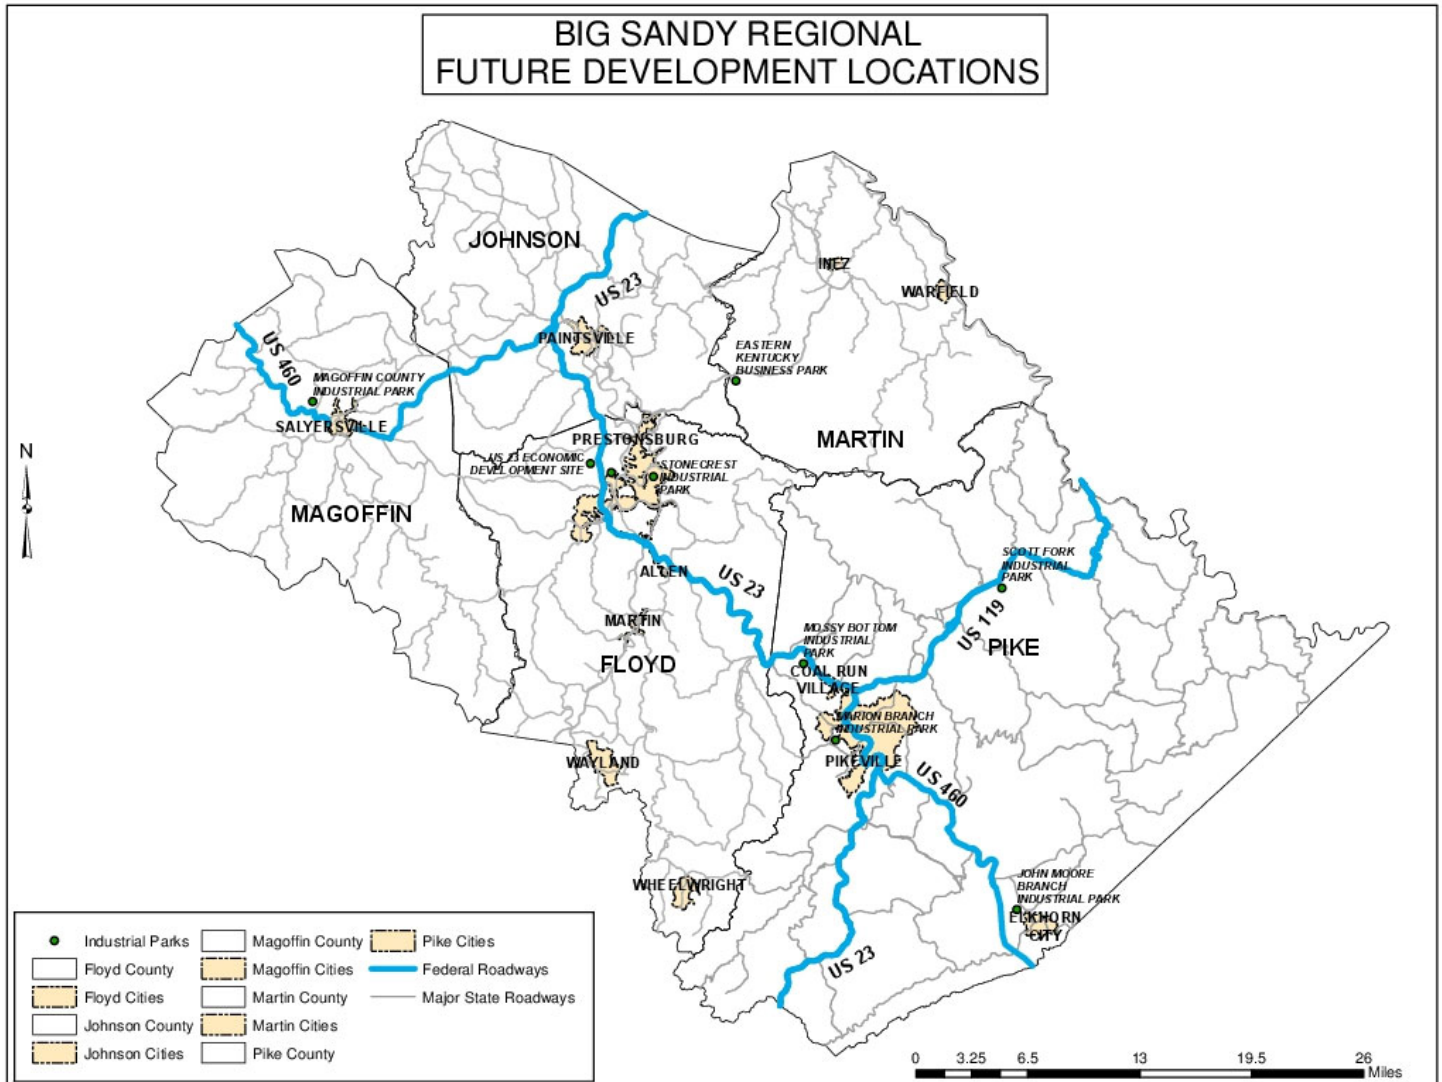 BIG SANDY REGIONAL
FUTURE DEVELOPMENT LOCATIONS
JOHNSON
US 23
INEZ
WARFIELD
PAINTSVILLE
US 460
EASTERN
KENTUCKY
BUSINESS PARK
MAGOFFIN COUNTY
INDUSTRIAL PARK
SALYERSVILLE
MARTIN
PRESTONSBURG
US 23 ECONOMIC
DEVELOPMENT SITE
STONECREST
INDUSTRIAL
PARK
N
MAGOFFIN
SCOTT FORK
INDUSTRIAL
PARK
ALLEN
US 23
MARTIN
US 119
MOSSY BOTTOM
INDUSTRIAL
PARK
PIKE
FLOYD
COAL RUN
VILLAGE
MARION BRANCH
INDUSTRIAL PARK
WAYLAND
PIKEVILLE
US 460
WHEELWRIGHT
JOHN MOORE
BRANCH
INDUSTRIAL PARK
ELKHORN
CITY
US 23
Industrial Parks
Floyd County
Floyd Cities
Johnson County
Johnson Cities
Magoffin County
Magoffin Cities
Martin County
Martin Cities
Pike County
Pike Cities
Federal Roadways
Major State Roadways
0 3.25 6.5 13 19.5 26
Miles